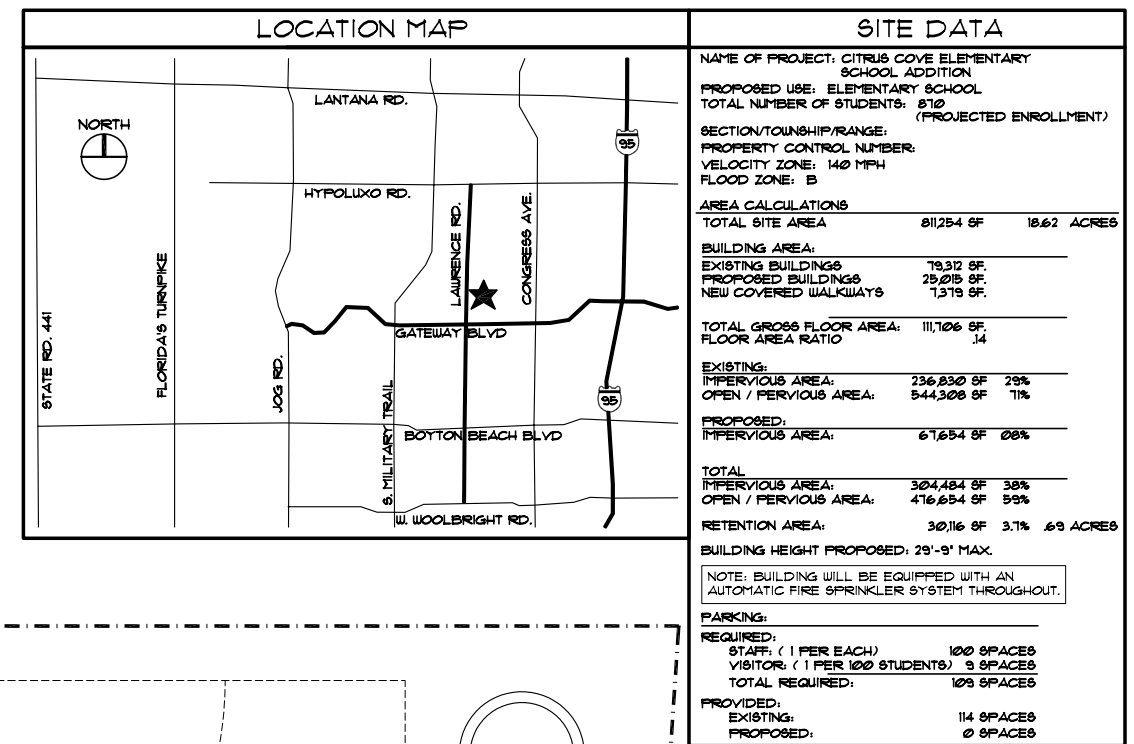 LOCATION MAP
LANTANA RD.
NORTH
95
HYPOLUXO RD.
LAWRENCE RD.
CONGRESS AVE.
FLORIDA'S TURNPIKE
STATE RD. 441
GATEWAY BLVD
JOG RD.
S. MILITARY TRAIL
95
BOYTON BEACH BLVD
W. WOOLBRIGHT RD.
SITE DATA
NAME OF PROJECT: CITRUS COVE ELEMENTARY
SCHOOL ADDITION
PROPOSED USE: ELEMENTARY SCHOOL
TOTAL NUMBER OF STUDENTS: 870
(PROJECTED ENROLLMENT)
SECTION/TOWNSHIP/RANGE:
PROPERTY CONTROL NUMBER:
VELOCITY ZONE: 140 MPH
FLOOD ZONE: B
AREA CALCULATIONS
TOTAL SITE AREA 811,254 SF 18.62 ACRES
BUILDING AREA:
EXISTING BUILDINGS 79,312 SF.
PROPOSED BUILDINGS 25,015 SF.
NEW COVERED WALKWAYS 7,379 SF.
TOTAL GROSS FLOOR AREA: 111,706 SF.
FLOOR AREA RATIO .14
EXISTING:
IMPERVIOUS AREA: 236,830 SF 29%
OPEN / PERVIOUS AREA: 544,308 SF 71%
PROPOSED:
IMPERVIOUS AREA: 67,654 SF 08%
TOTAL
IMPERVIOUS AREA: 304,484 SF 38%
OPEN / PERVIOUS AREA: 476,654 SF 59%
RETENTION AREA: 30,116 SF 3.7% .69 ACRES
BUILDING HEIGHT PROPOSED: 29'-9" MAX.
NOTE: BUILDING WILL BE EQUIPPED WITH AN
AUTOMATIC FIRE SPRINKLER SYSTEM THROUGHOUT.
PARKING:
REQUIRED:
STAFF: ( 1 PER EACH) 100 SPACES
VISITOR: ( 1 PER 100 STUDENTS) 9 SPACES
TOTAL REQUIRED: 109 SPACES
PROVIDED:
EXISTING: 114 SPACES
PROPOSED: 0 SPACES